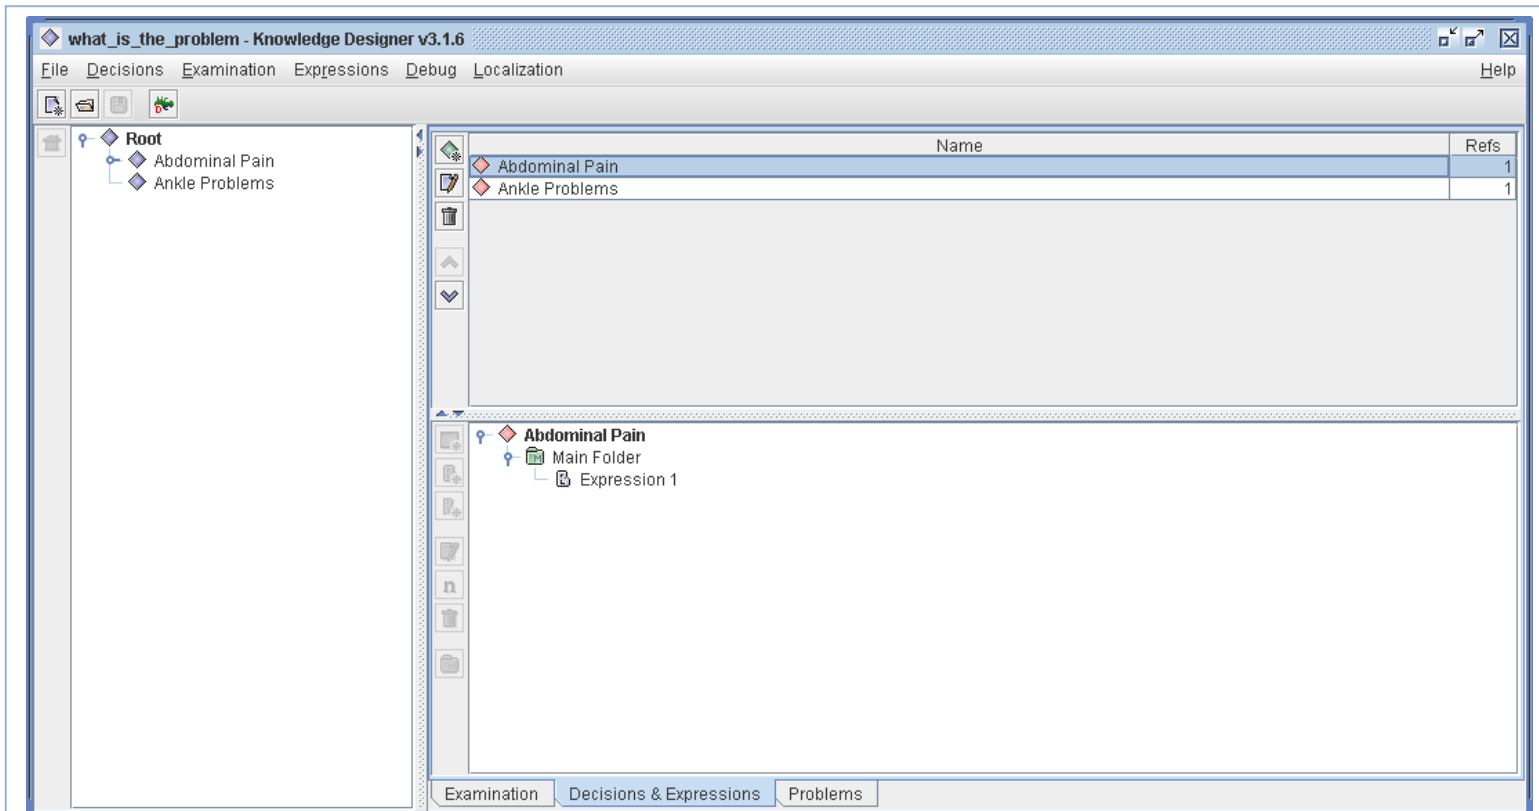 what_is_the_problem - Knowledge Designer v3.1.6
File Decisions Examination Expressions Debug Localization Help
Root
Abdominal Pain
Ankle Problems
Name Refs
Abdominal Pain 1
Ankle Problems 1
Abdominal Pain
Main Folder
Expression 1
Examination Decisions & Expressions Problems